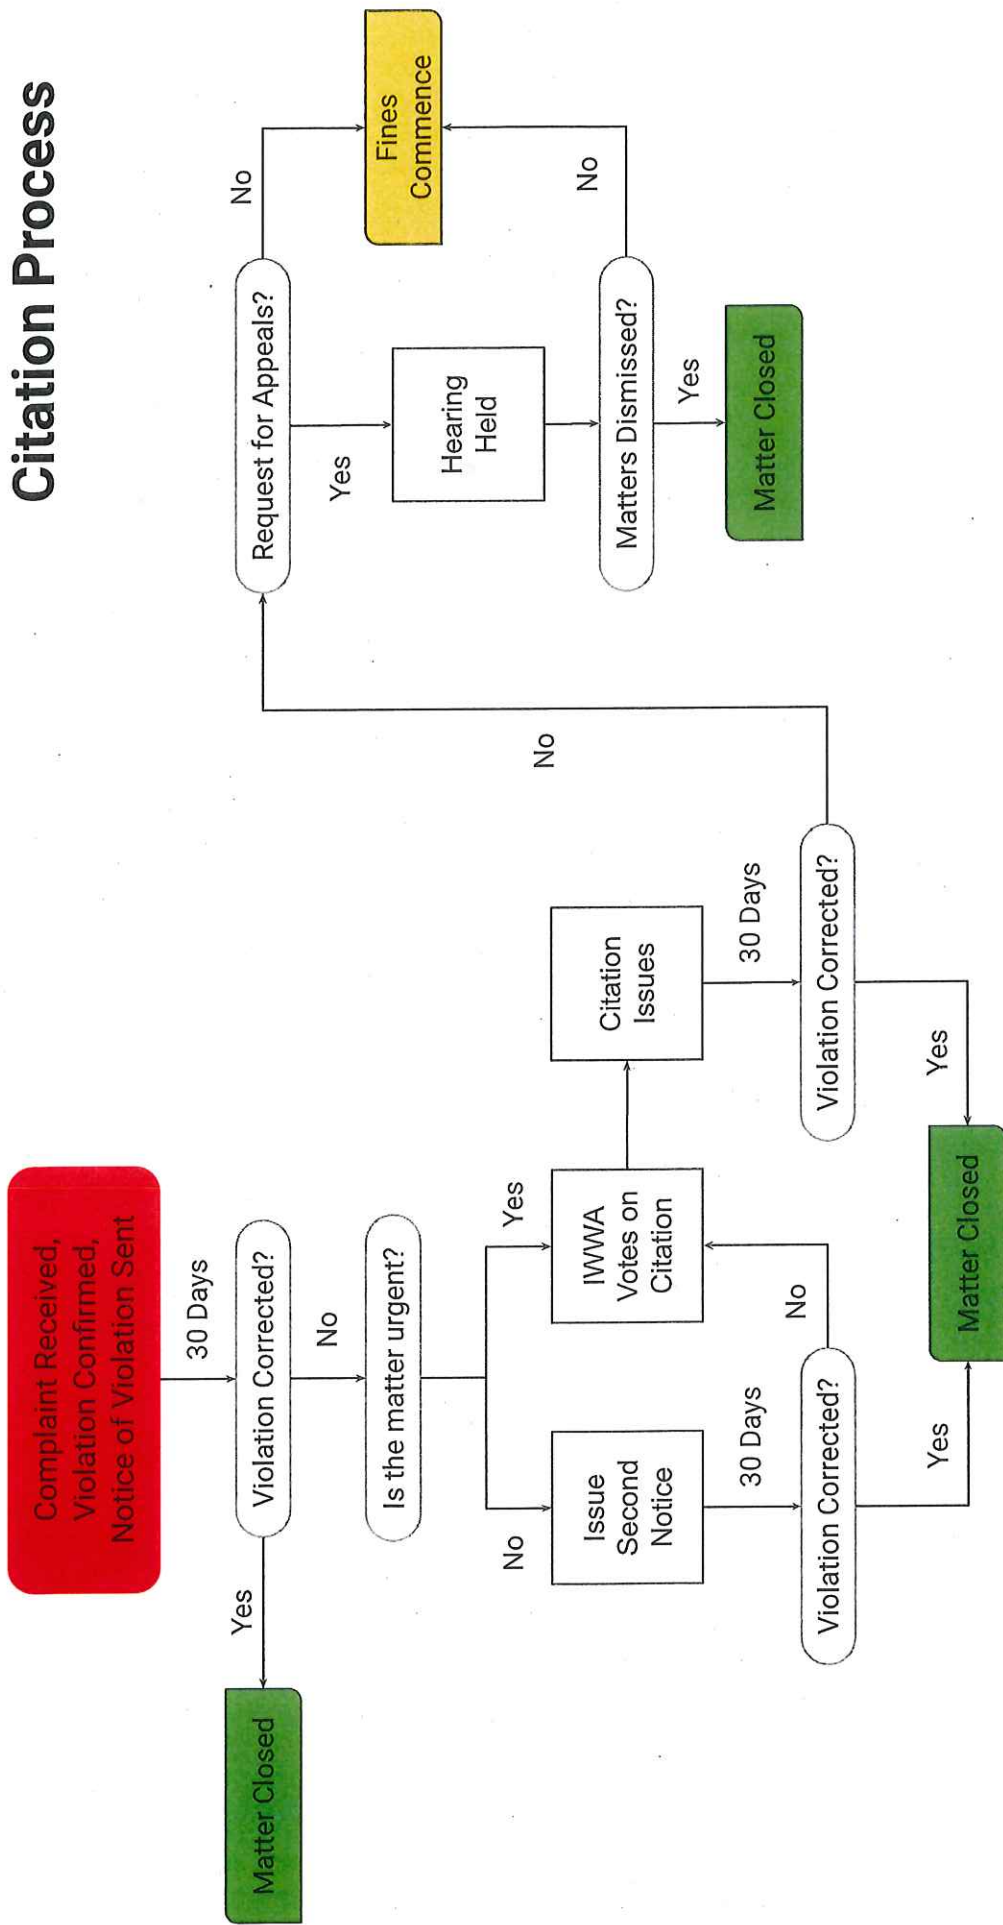 Citation Process
Complaint Received,
Violation Confirmed,
Notice of Violation Sent
30 Days
Violation Corrected?
Yes
Matter Closed
No
Is the matter urgent?
No
Yes
Issue
Second
Notice
30 Days
Violation Corrected?
No
Yes
IWWA
Votes on
Citation
Citation
Issues
30 Days
Violation Corrected?
Yes
Matter Closed
No
Request for Appeals?
No
Yes
Hearing
Held
Fines
Commence
Matters Dismissed?
No
Yes
Matter Closed